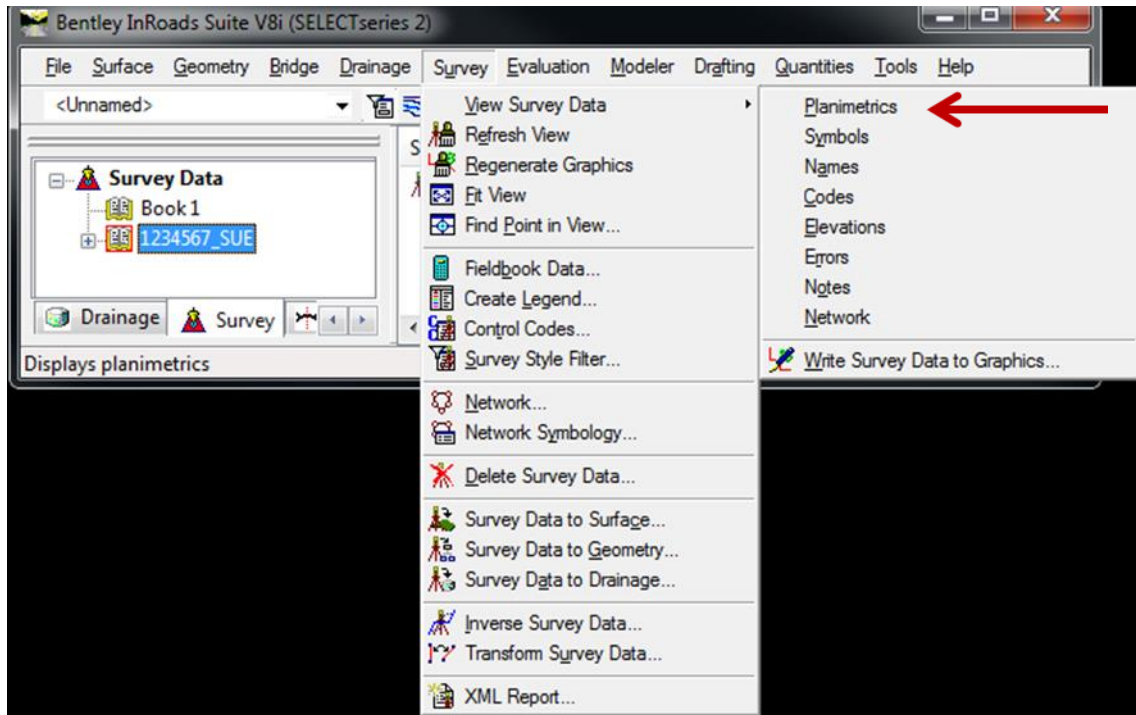 Bentley InRoads Suite V8i (SELECTseries 2)
File Surface Geometry Bridge Drainage Survey Evaluation Modeler Drafting Quantities Tools Help
<Unnamed>
Survey Data
Book 1
1234567_SUE
Drainage Survey
Displays planimetrics
View Survey Data
Refresh View
Regenerate Graphics
Fit View
Find Point in View...
Fieldbook Data...
Create Legend...
Control Codes...
Survey Style Filter...
Network...
Network Symbology...
Delete Survey Data...
Survey Data to Surface...
Survey Data to Geometry...
Survey Data to Drainage...
Inverse Survey Data...
Transform Survey Data...
XML Report...
Planimetrics
Symbols
Names
Codes
Elevations
Errors
Notes
Network
Write Survey Data to Graphics...